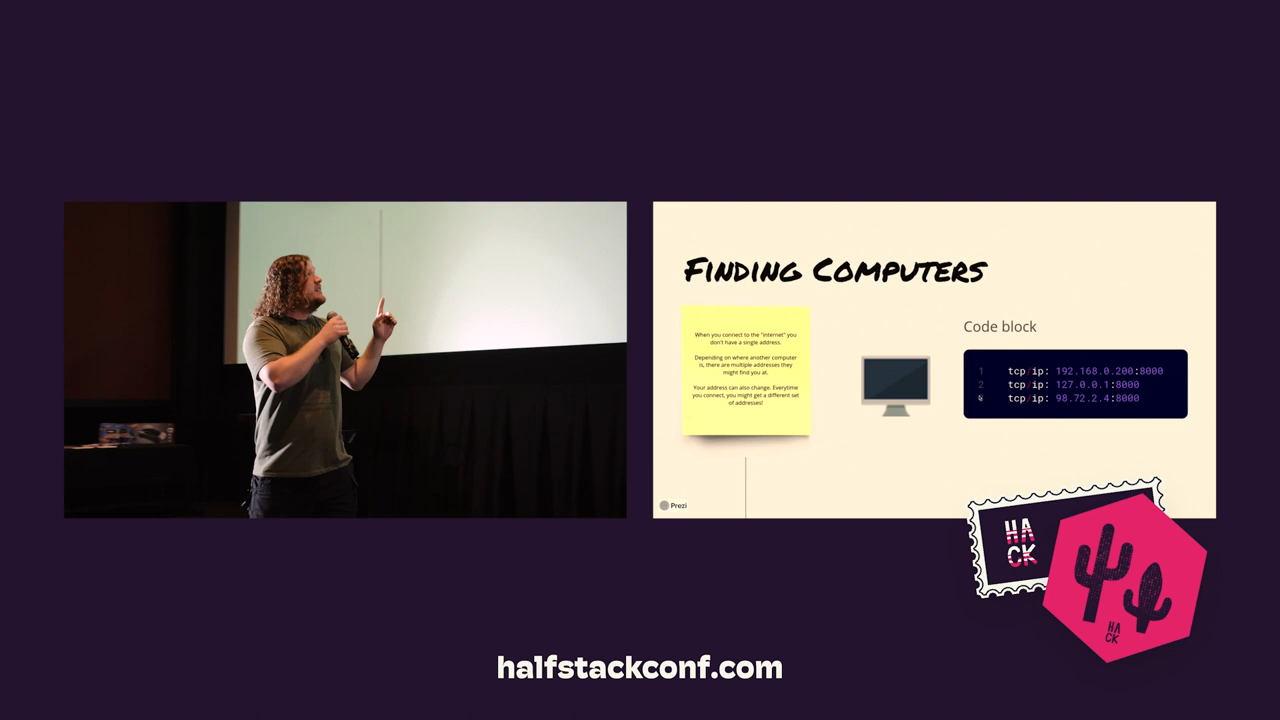 FINDING COMPUTERS
When you connect to the "internet" you
don't have a single address.
Depending on where another computer
is, there are multiple addresses they
might find you at.
Your address can also change. Everytime
you connect, you might get a different set
of addresses!
Code block
1 tcp/ip: 192.168.0.200:8000
2 tcp/ip: 127.0.0.1:8000
tcp/ip: 98.72.2.4:8000
Prezi
HA
CK
HA
CK
halfstackconf.com